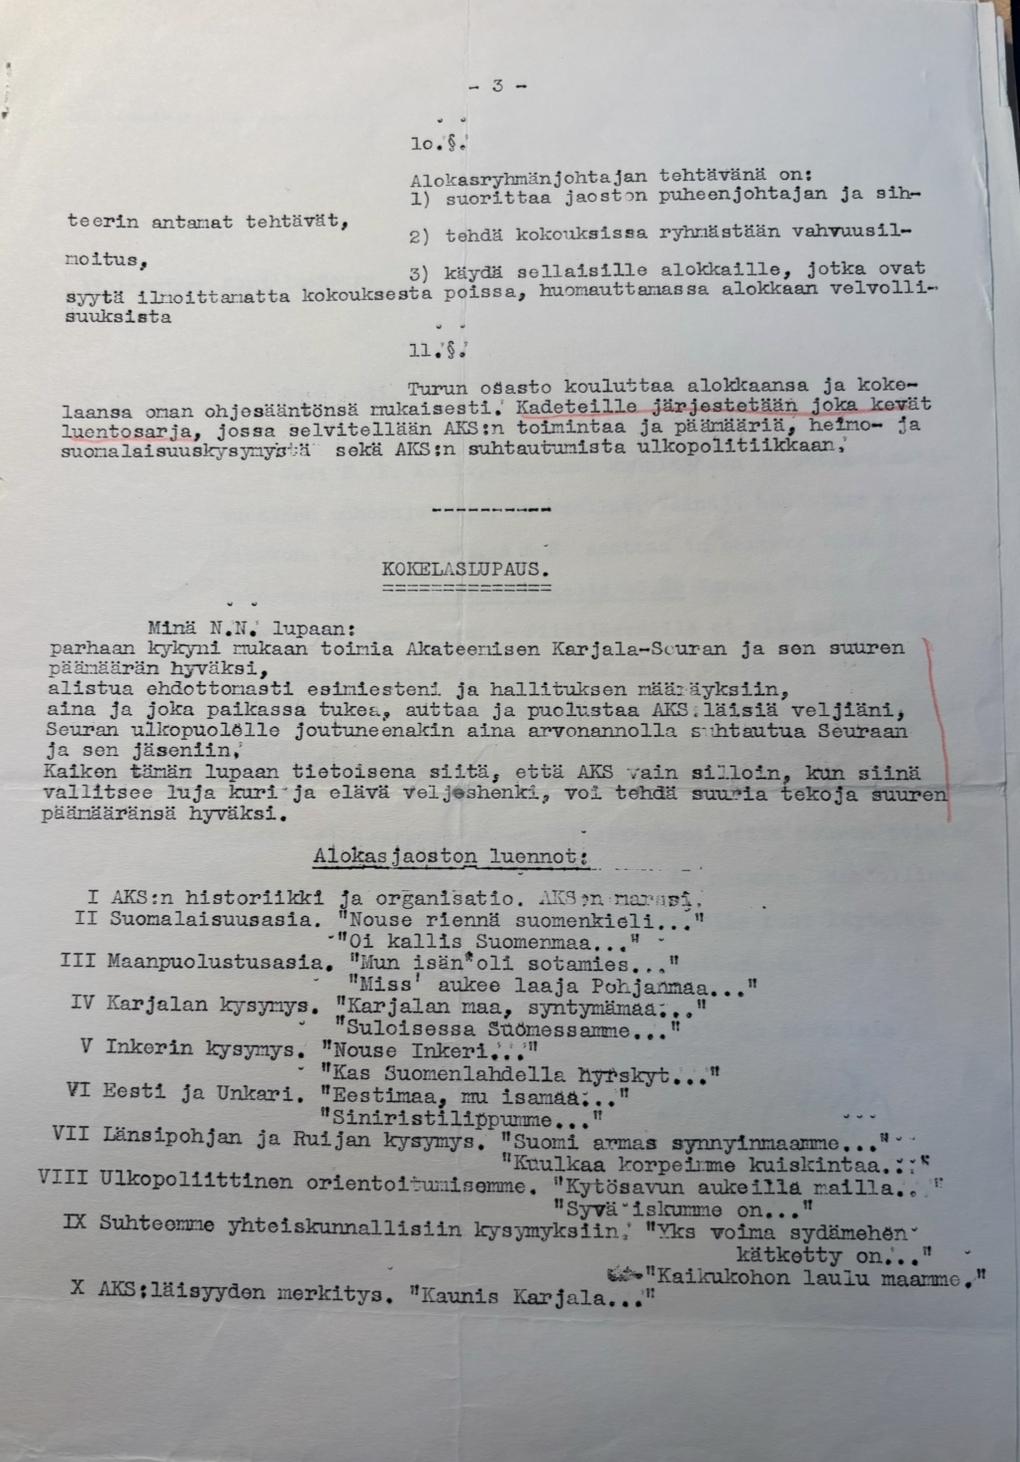 - 3 -
10.§.
Alokasryhmänjohtajan tehtävänä on:
1) suorittaa jaoston puheenjohtajan ja sih-
teerin antamat tehtävät,
2) tehdä kokouksissa ryhmästään vahvuusil-
moitus,
3) käydä sellaisille alokkaille, jotka ovat
syytä ilmoittamatta kokouksesta poissa, huomauttamassa alokkaan velvolli-
suuksista
11.§.
Turun osasto kouluttaa alokkaansa ja koke-
laansa oman ohjesääntönsä mukaisesti. Kadeteille järjestetään joka kevät
luentosarja, jossa selvitellään AKS:n toimintaa ja päämääriä, heimo- ja
suomalaisuuskysymystä sekä AKS:n suhtautumista ulkopolitiikkaan.
-----------
KOKELASLUPAUS.
==============
Minä N.N. lupaan:
parhaan kykyni mukaan toimia Akateemisen Karjala-Seuran ja sen suuren
päämäärän hyväksi,
alistua ehdottomasti esimiesteni ja hallituksen määräyksiin,
aina ja joka paikassa tukea, auttaa ja puolustaa AKS:läisiä veljiäni,
Seuran ulkopuolelle joutuneenakin aina arvonannolla suhtautua Seuraan
ja sen jäseniin.
Kaiken tämän lupaan tietoisena siitä, että AKS vain silloin, kun siinä
vallitsee luja kuri ja elävä veljeshenki, voi tehdä suuria tekoja suuren
päämääränsä hyväksi.
Alokasjaoston luennot:
I AKS:n historiikki ja organisatio. AKS:n marssi.
II Suomalaisuusasia. "Nouse riennä suomenkieli..."
"Oi kallis Suomenmaa..."
III Maanpuolustusasia. "Mun isän' oli sotamies..."
"Miss' aukee laaja Pohjanmaa..."
IV Karjalan kysymys. "Karjalan maa, syntymämaa..."
"Suloisessa Suomessamme..."
V Inkerin kysymys. "Nouse Inkeri..."
"Kas Suomenlahdella hyrskyt..."
VI Eesti ja Unkari. "Eestimaa, mu isamaa..."
"Siniristilippumme..."
VII Länsipohjan ja Ruijan kysymys. "Suomi armas synnyinmaamme..."
"Kuulkaa korpeimme kuiskintaa..."
VIII Ulkopoliittinen orientoitumisemme. "Kytösavun aukeilla mailla..."
"Syvä iskumme on..."
IX Suhteemme yhteiskunnallisiin kysymyksiin. "Yks voima sydämehen
kätketty on..."
"Kaikukohon laulu maamme."
X AKS:läisyyden merkitys. "Kaunis Karjala..."